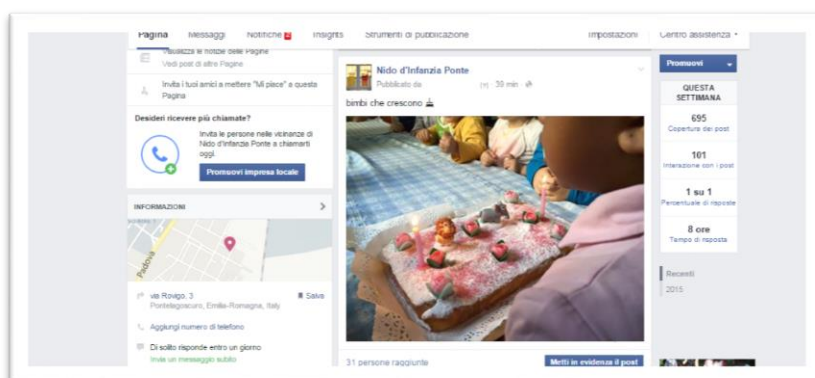 Pagina Messaggi Notifiche 2 Insights Strumenti di pubblicazione Impostazioni Centro assistenza
Visualizza le notizie delle Pagine
Vedi post di altre Pagine
Invita i tuoi amici a mettere "Mi piace" a questa
Pagina
Desideri ricevere più chiamate?
Invita le persone nelle vicinanze di
Nido d'Infanzia Ponte a chiamarti
oggi.
Promuovi impresa locale
INFORMAZIONI
Padova
via Rovigo, 3
Salva
Pontelagoscuro, Emilia-Romagna, Italy
Aggiungi numero di telefono
Di solito risponde entro un giorno
Invia un messaggio subito
Nido d'Infanzia Ponte
Pubblicato da [?] · 39 min ·
bimbi che crescono
31 persone raggiunte
Metti in evidenza il post
Promuovi
QUESTA
SETTIMANA
695
Copertura dei post
101
Interazione con i post
1 su 1
Percentuale di risposte
8 ore
Tempo di risposta
Recenti
2015